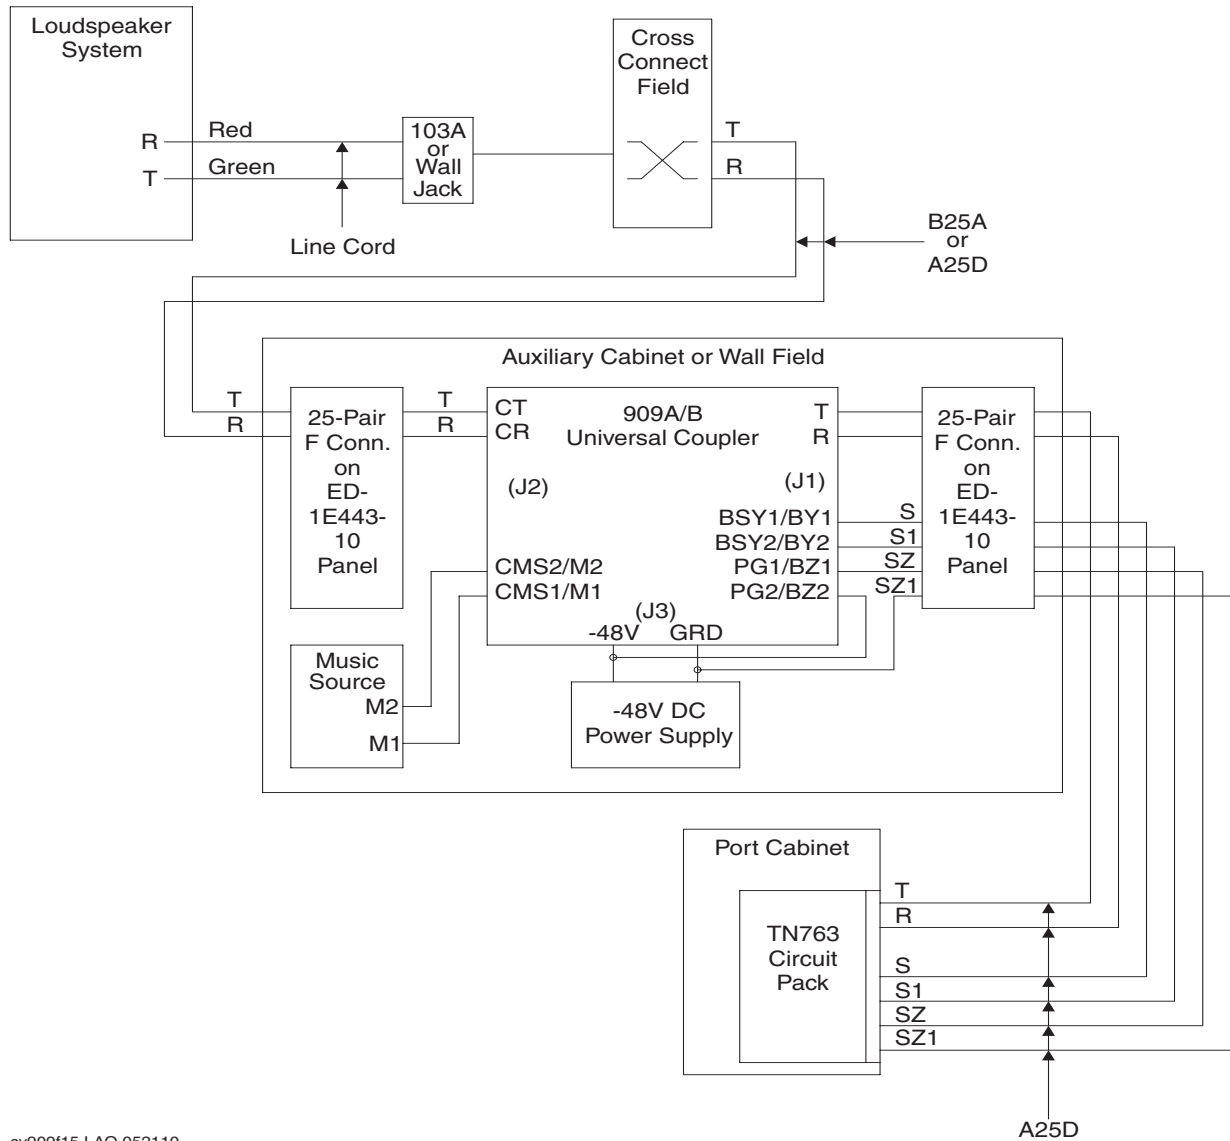 Loudspeaker
System
R
Red
T
Green
103A
or
Wall
Jack
Line Cord
Cross
Connect
Field
T
R
B25A
or
A25D
Auxiliary Cabinet or Wall Field
T
R
25-Pair
F Conn.
on
ED-
1E443-
10
Panel
T
R
CT
CR
909A/B
Universal Coupler
T
R
(J2)
(J1)
BSY1/BY1
BSY2/BY2
PG1/BZ1
PG2/BZ2
CMS2/M2
CMS1/M1
(J3)
-48V
GRD
S
S1
SZ
SZ1
25-Pair
F Conn.
on
ED-
1E443-
10
Panel
Music
Source
M2
M1
-48V DC
Power Supply
Port Cabinet
TN763
Circuit
Pack
T
R
S
S1
SZ
SZ1
A25D